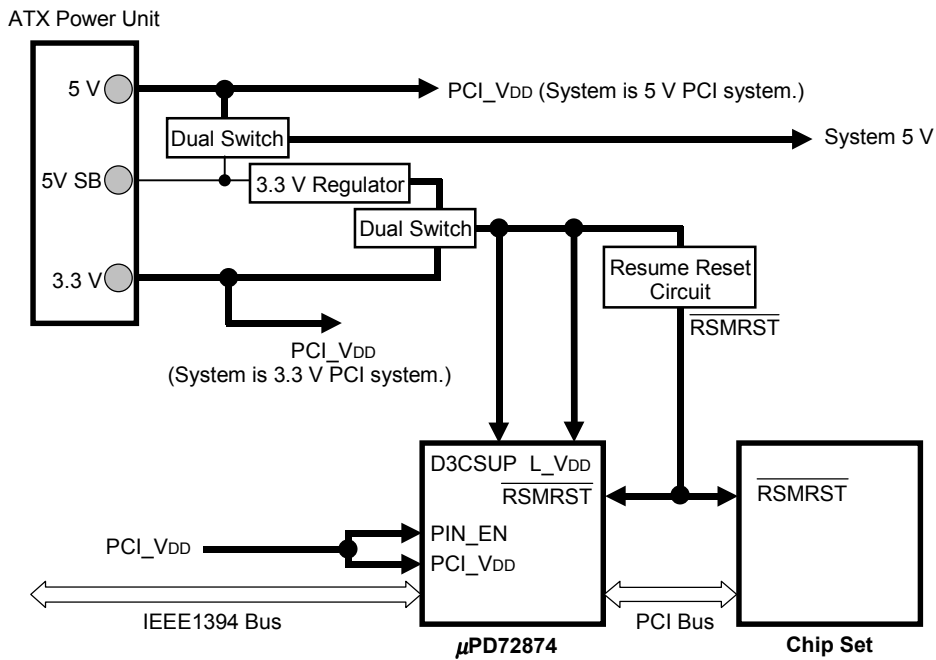 ATX Power Unit
5 V
PCI_VDD (System is 5 V PCI system.)
Dual Switch
System 5 V
5V SB
3.3 V Regulator
Dual Switch
3.3 V
Resume Reset
Circuit
RSMRST
PCI_VDD
(System is 3.3 V PCI system.)
D3CSUP L_VDD
RSMRST
RSMRST
PIN_EN
PCI_VDD
PCI_VDD
IEEE1394 Bus
PCI Bus
μPD72874
Chip Set